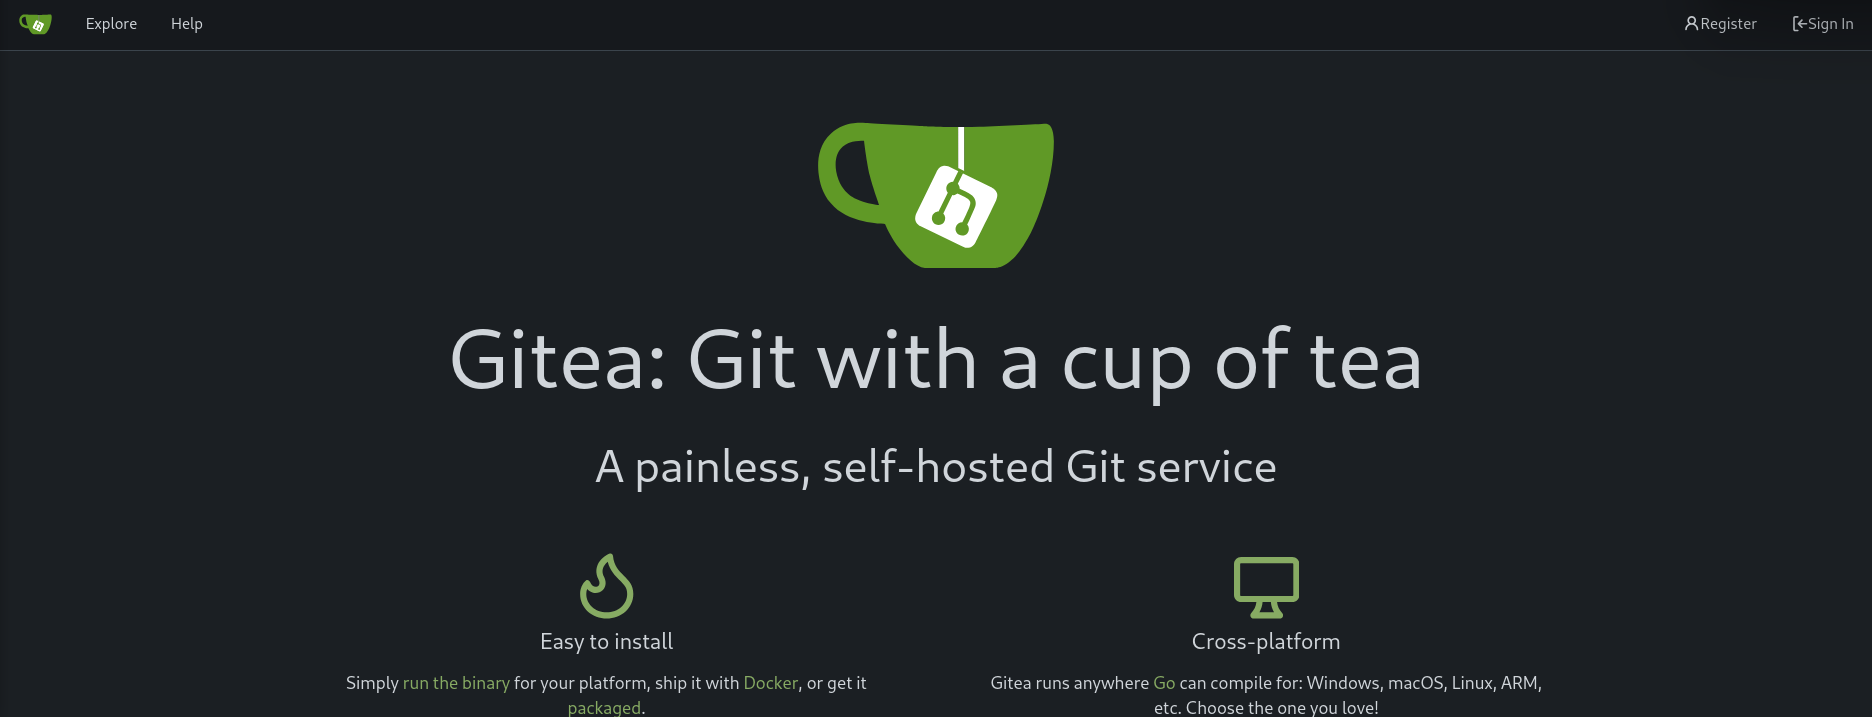 Explore Help Register Sign In
Gitea: Git with a cup of tea
A painless, self-hosted Git service
Easy to install
Simply run the binary for your platform, ship it with Docker, or get it
packaged.
Cross-platform
Gitea runs anywhere Go can compile for: Windows, macOS, Linux, ARM,
etc. Choose the one you love!